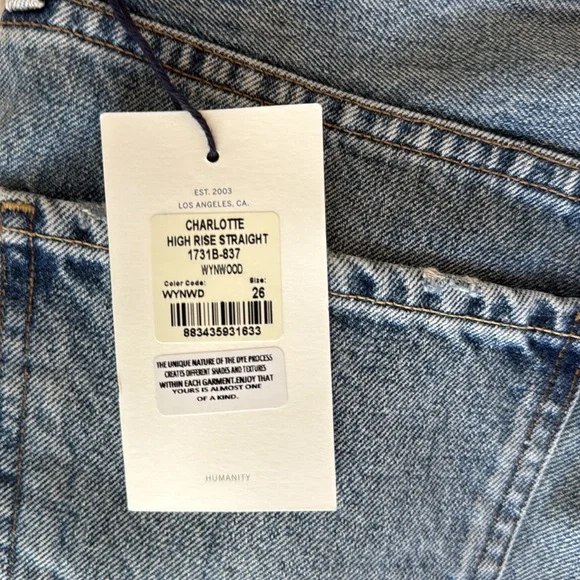 EST. 2003
LOS ANGELES, CA.
CHARLOTTE
HIGH RISE STRAIGHT
1731B-837
WYNWOOD
Color Code: Size:
WYNWD 26
883435931633
THE UNIQUE NATURE OF THE DYE PROCESS
CREATES DIFFERENT SHADES AND TEXTURES
WITHIN EACH GARMENT.ENJOY THAT
YOURS IS ALMOST ONE
OF A KIND.
HUMANITY